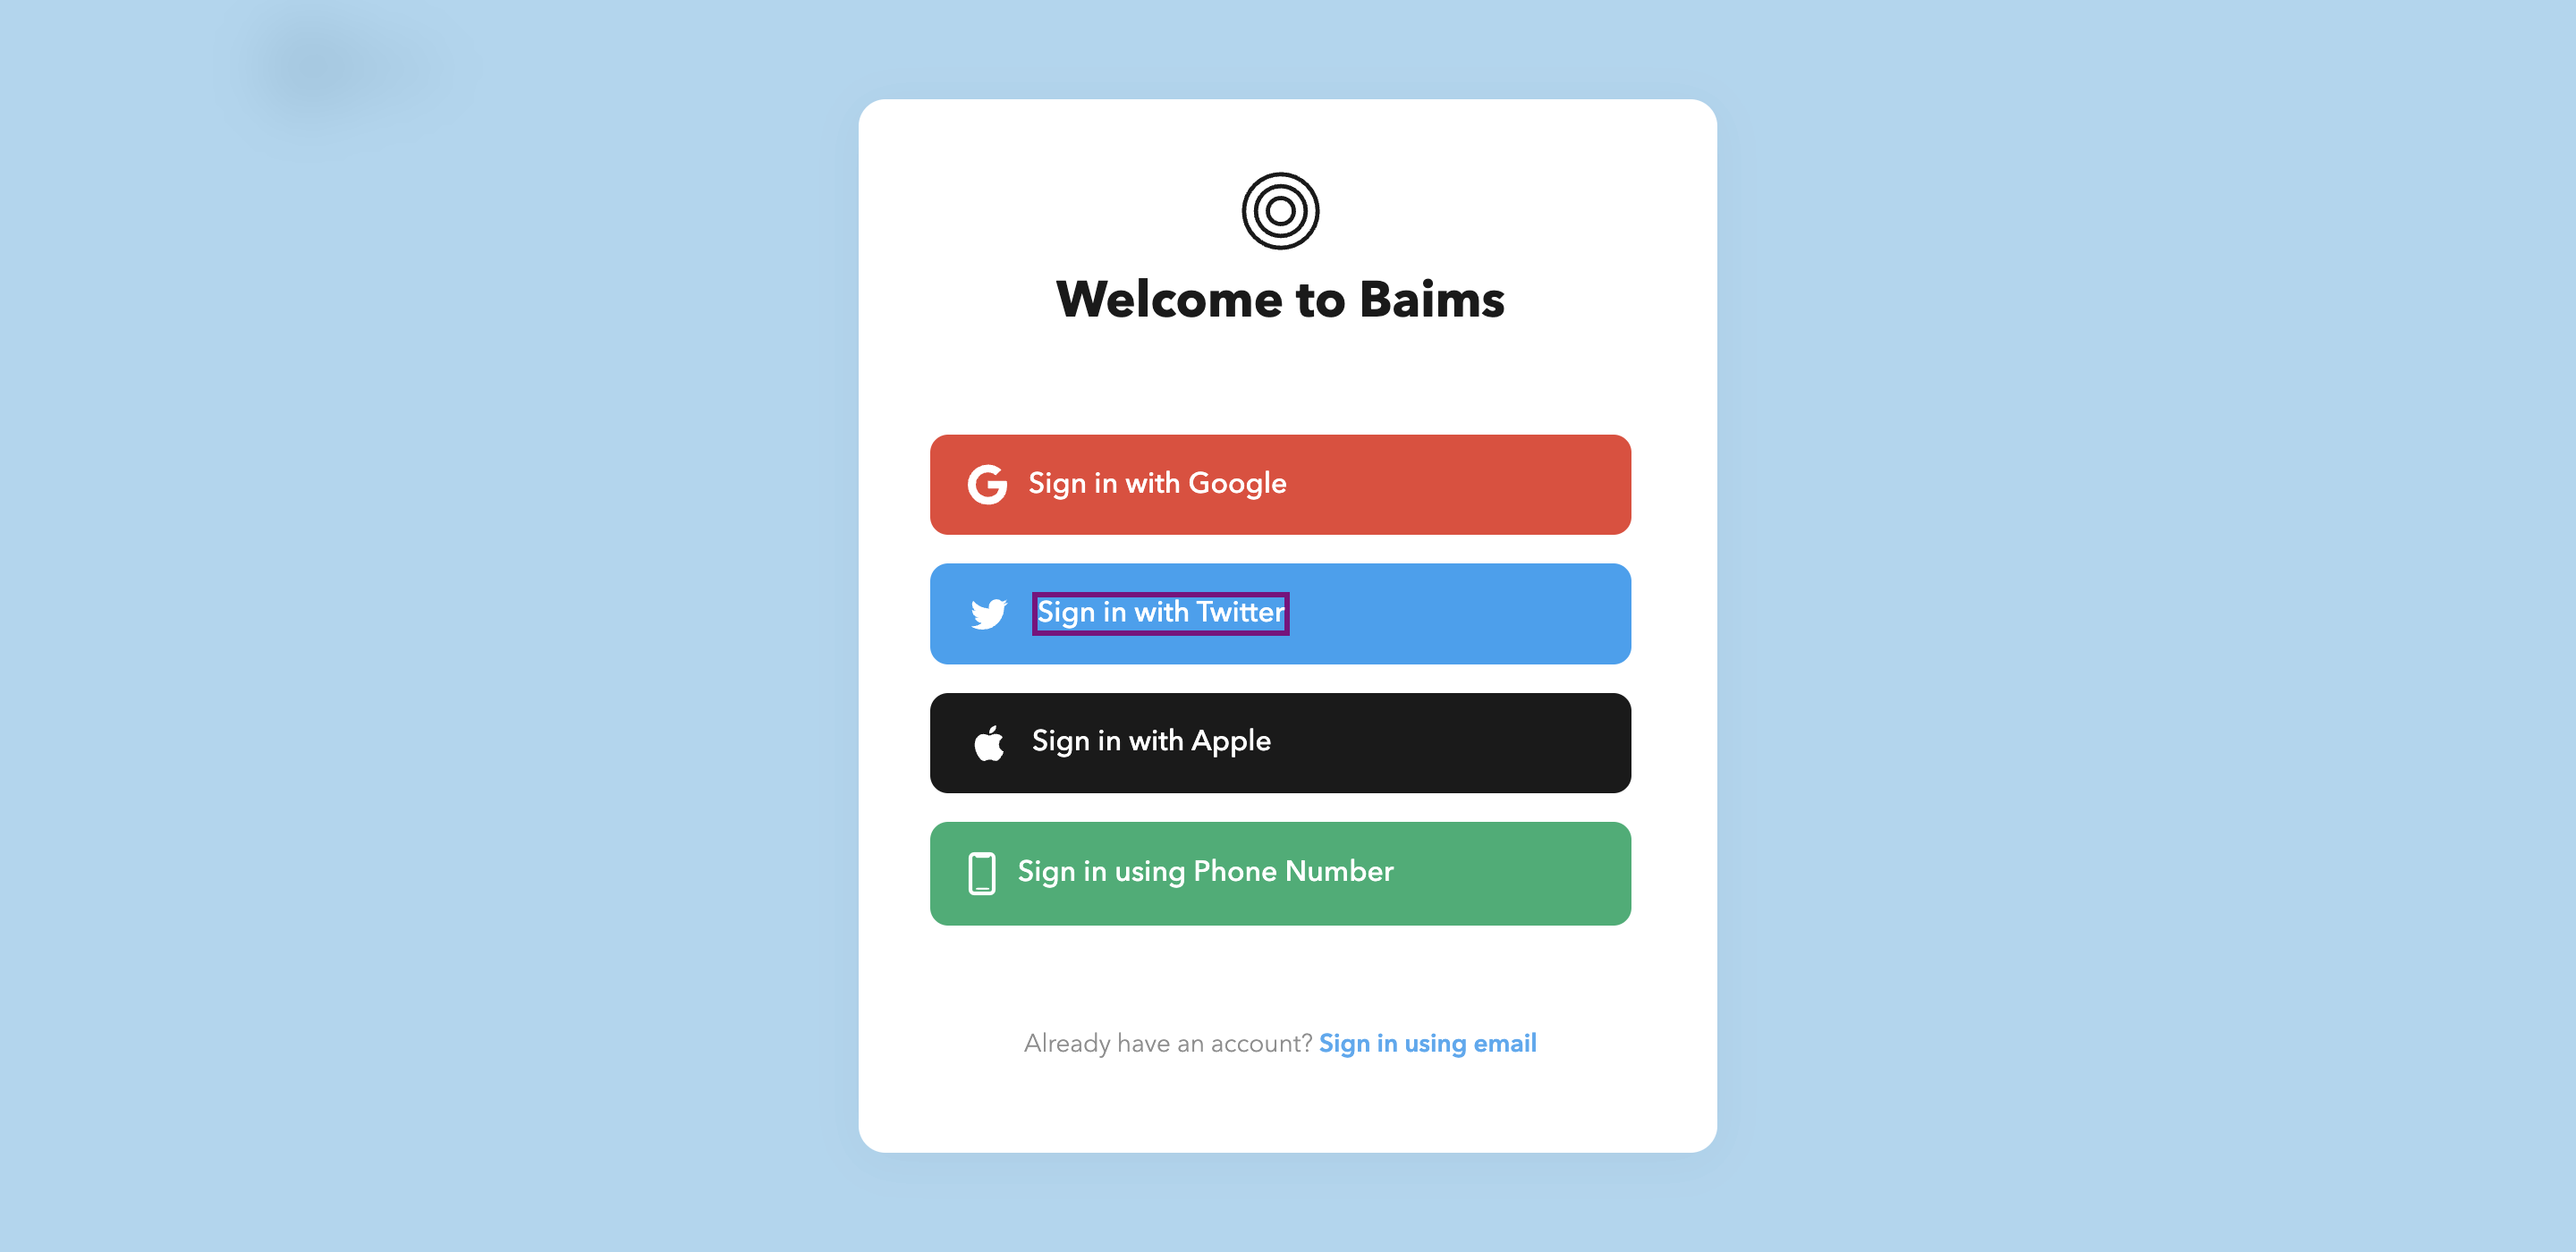 Welcome to Baims
Sign in with Google
Sign in with Twitter
Sign in with Apple
Sign in using Phone Number
Already have an account? Sign in using email